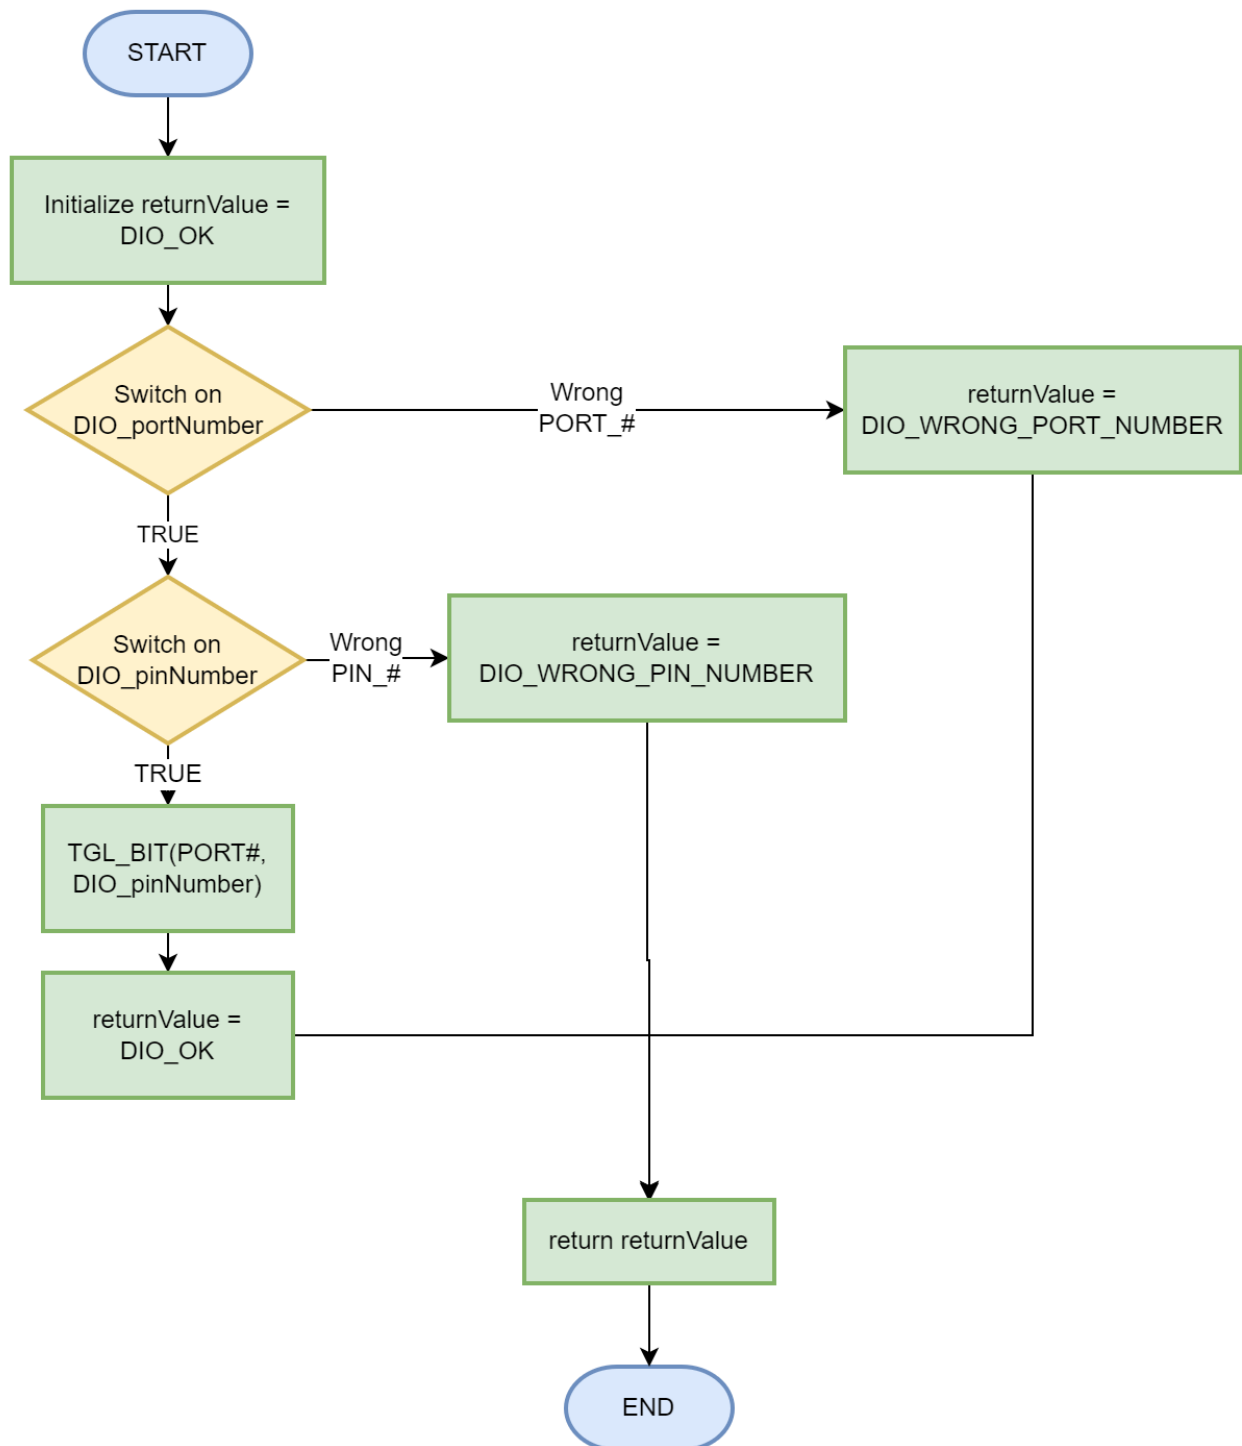 START
Initialize returnValue =
DIO_OK
Switch on
DIO_portNumber
Wrong
PORT_#
returnValue =
DIO_WRONG_PORT_NUMBER
TRUE
Switch on
DIO_pinNumber
Wrong
PIN_#
returnValue =
DIO_WRONG_PIN_NUMBER
TRUE
TGL_BIT(PORT#,
DIO_pinNumber)
returnValue =
DIO_OK
return returnValue
END